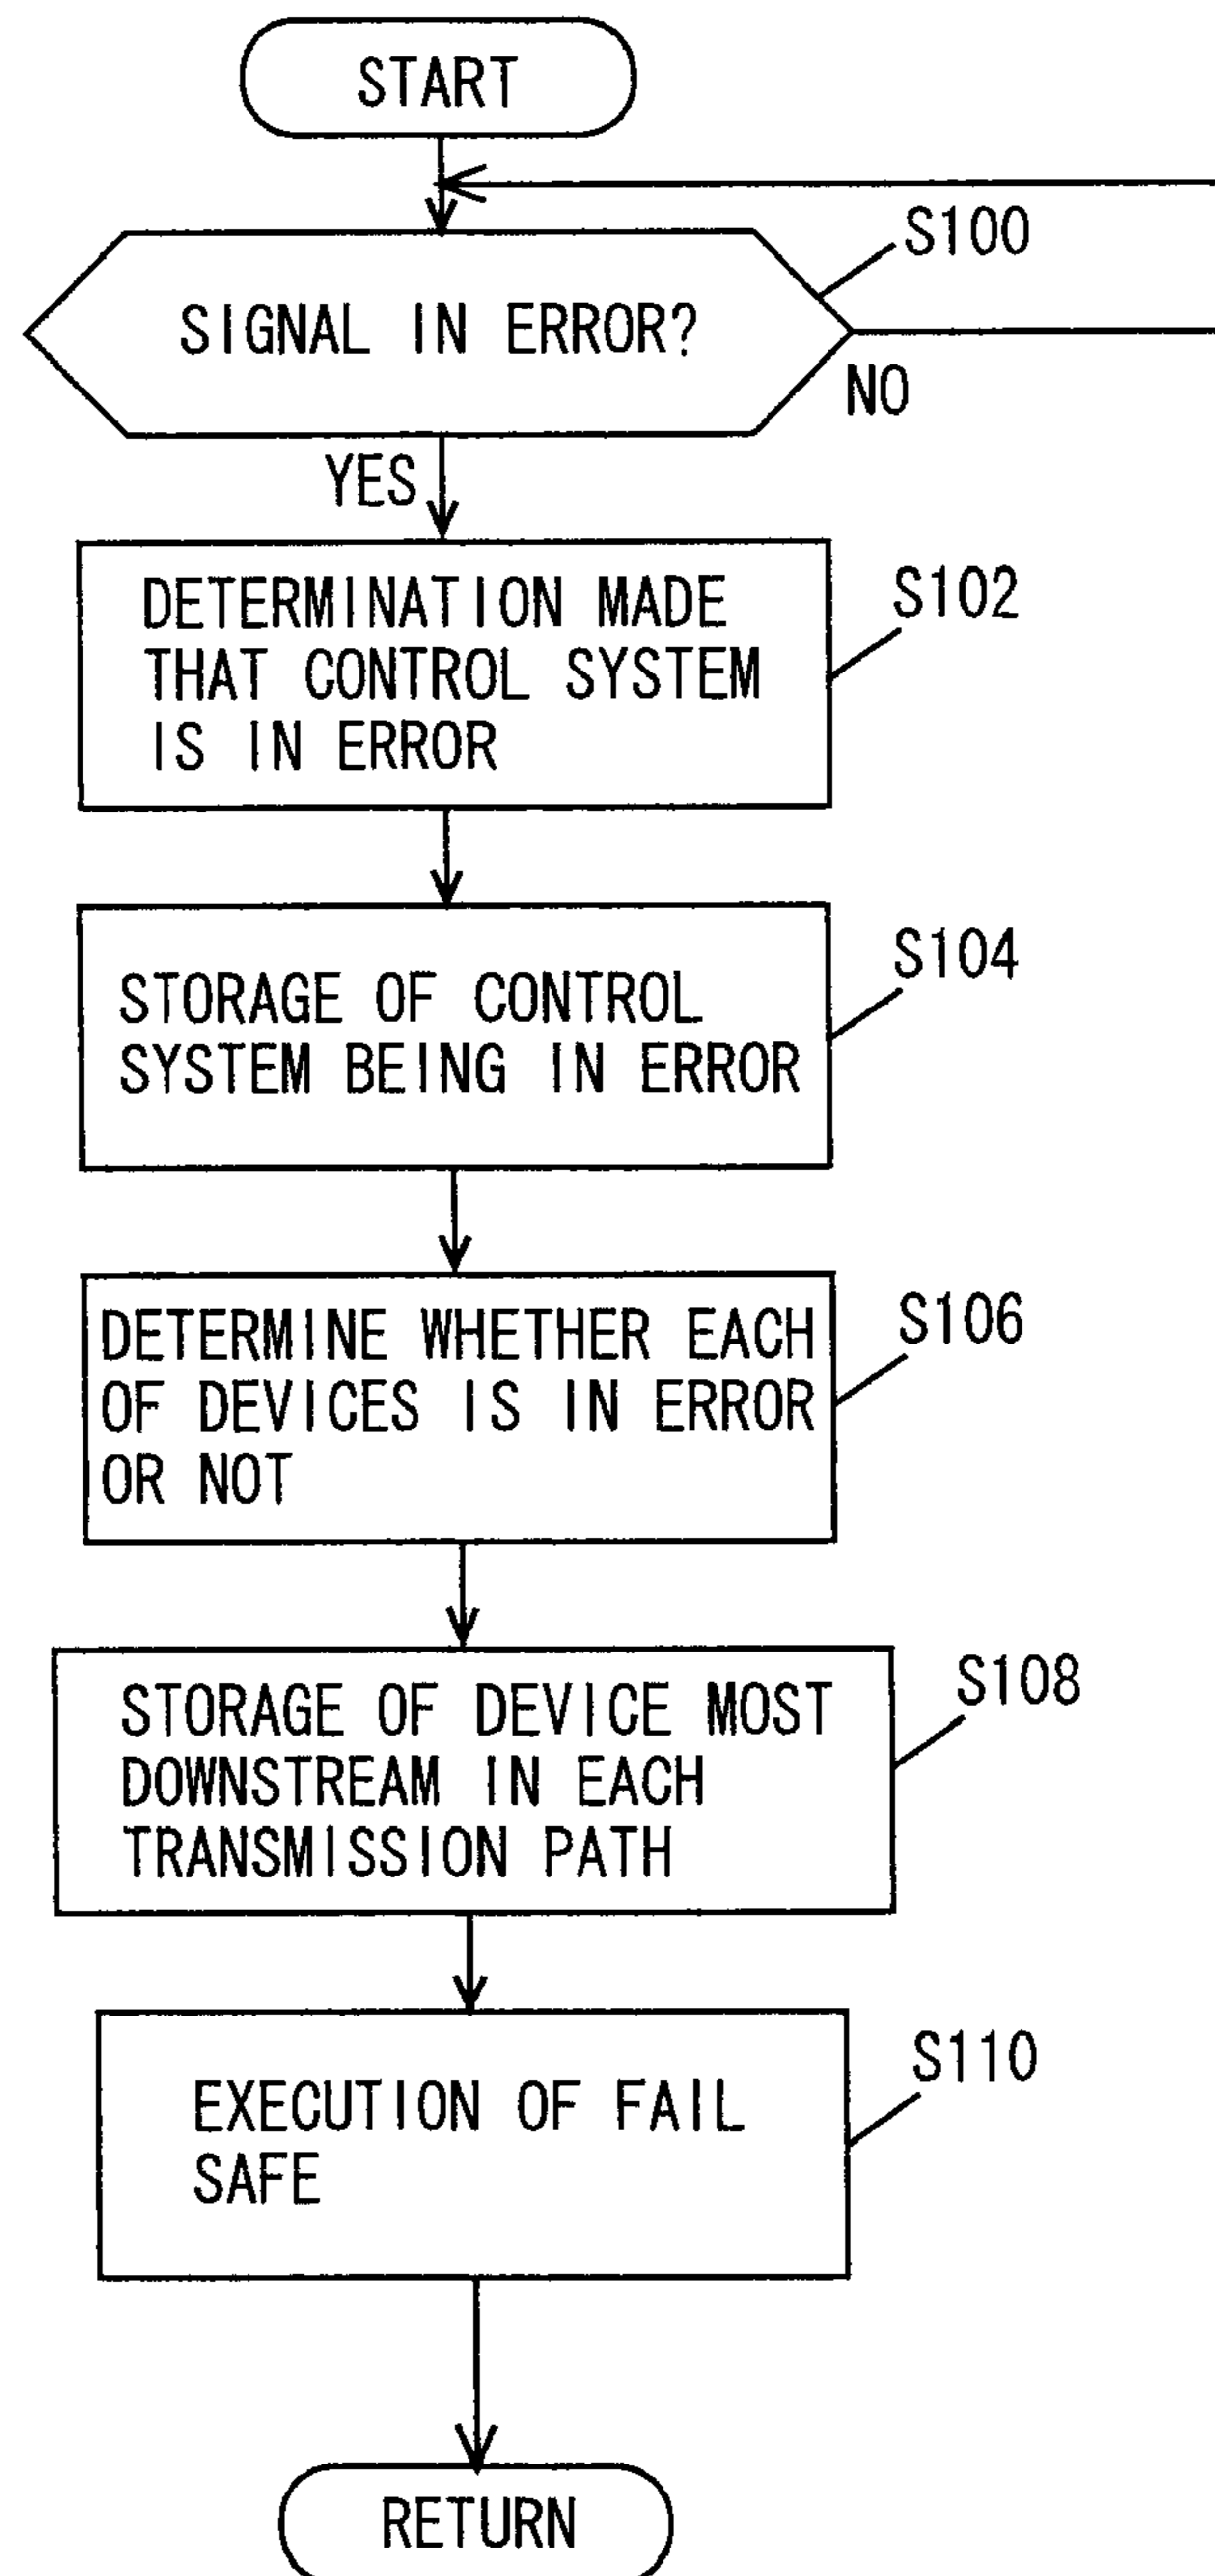 START
S100
SIGNAL IN ERROR?
NO
YES
S102
DETERMINATION MADE
THAT CONTROL SYSTEM
IS IN ERROR
S104
STORAGE OF CONTROL
SYSTEM BEING IN ERROR
S106
DETERMINE WHETHER EACH
OF DEVICES IS IN ERROR
OR NOT
S108
STORAGE OF DEVICE MOST
DOWNSTREAM IN EACH
TRANSMISSION PATH
S110
EXECUTION OF FAIL
SAFE
RETURN